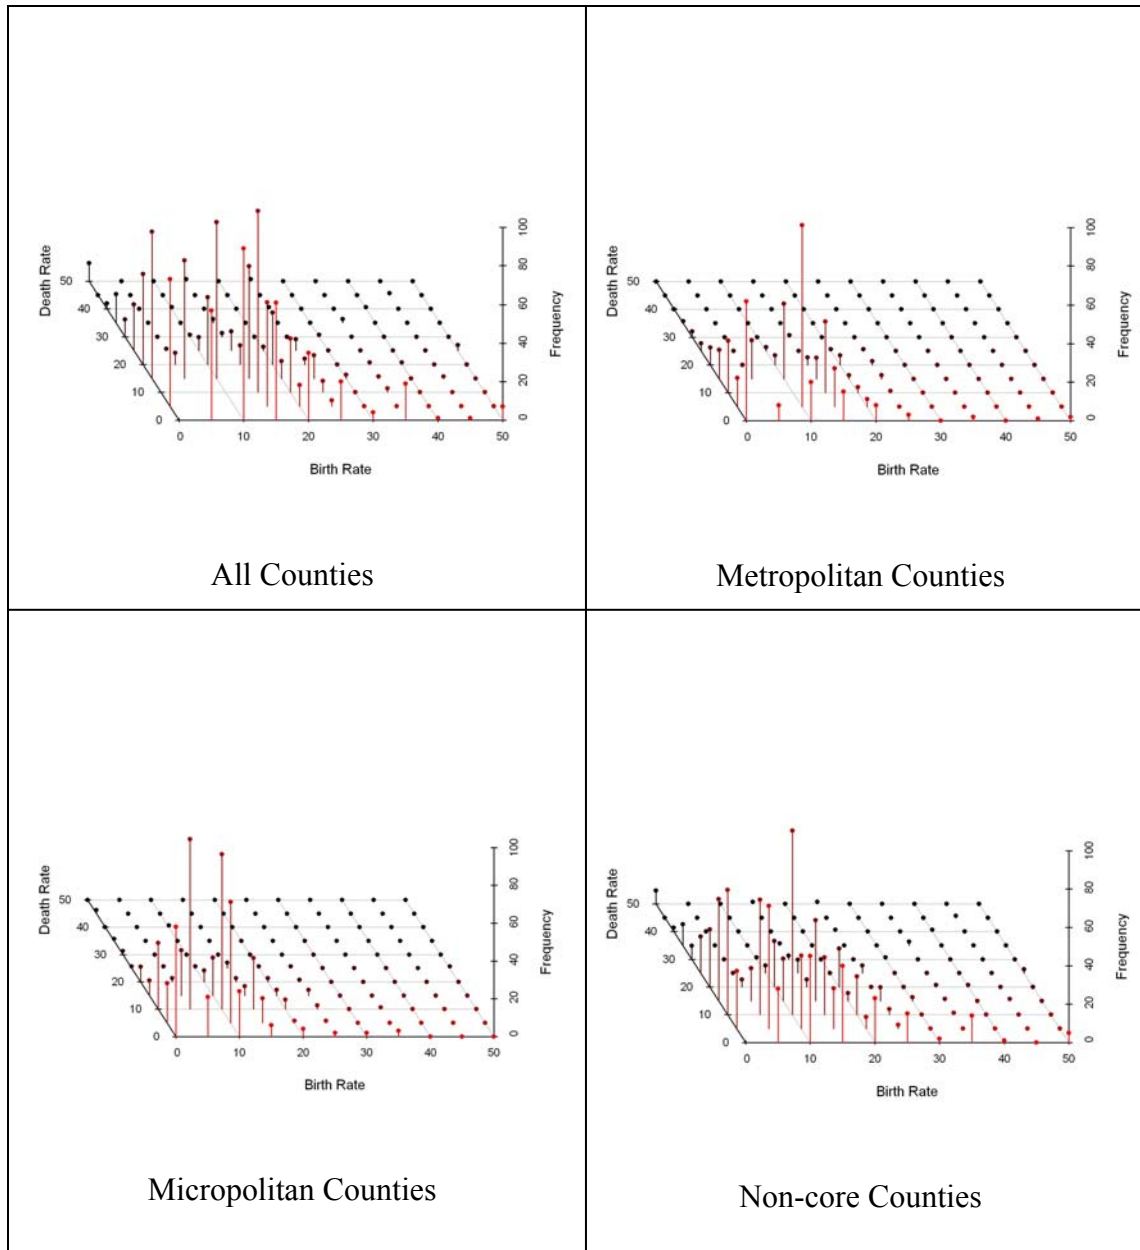 Death Rate
50
40
30
20
10
0
0 10 20 30 40 50
Birth Rate
0 20 40 60 80 100
Frequency
All Counties
Death Rate
50
40
30
20
10
0
0 10 20 30 40 50
Birth Rate
0 20 40 60 80 100
Frequency
Metropolitan Counties
Death Rate
50
40
30
20
10
0
0 10 20 30 40 50
Birth Rate
0 20 40 60 80 100
Frequency
Micropolitan Counties
Death Rate
50
40
30
20
10
0
0 10 20 30 40 50
Birth Rate
0 20 40 60 80 100
Frequency
Non-core Counties